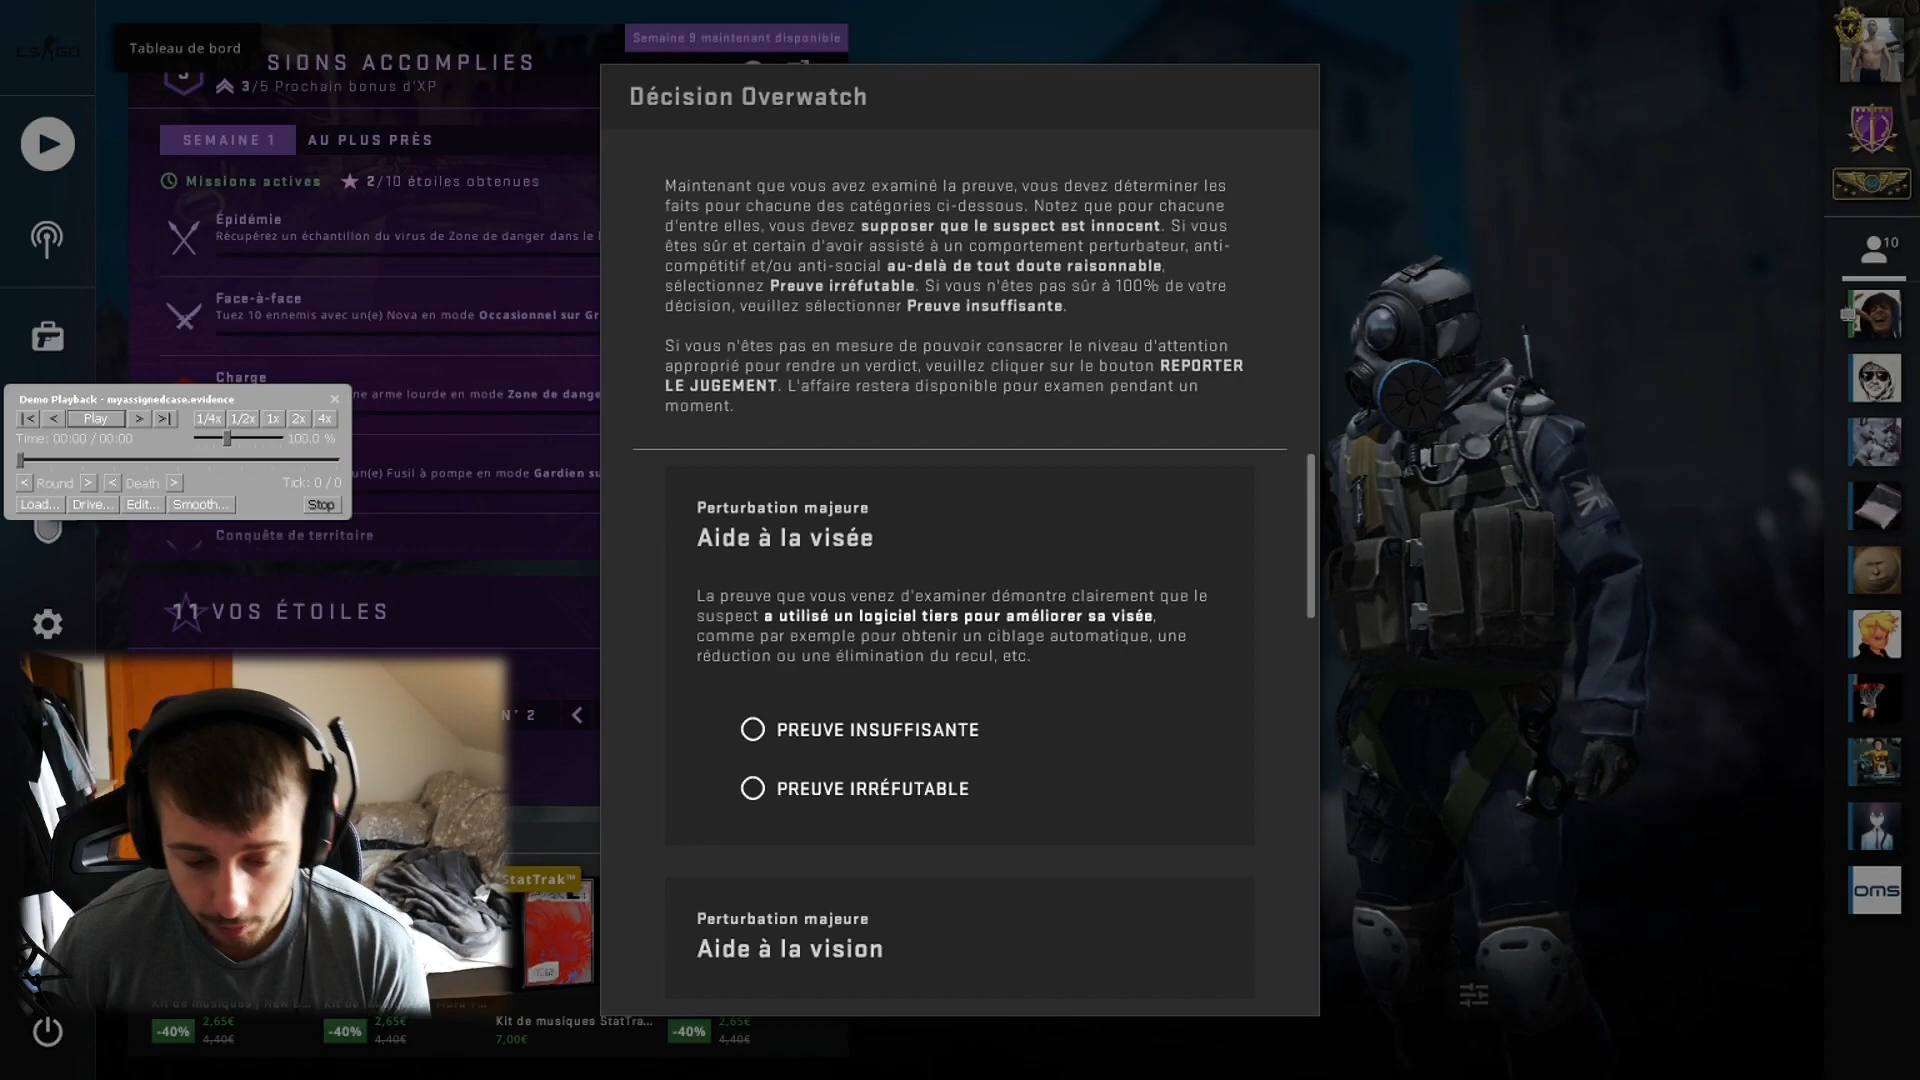 CS:GO
Tableau de bord
SIONS ACCOMPLIES
3/5 Prochain bonus d'XP
Semaine 9 maintenant disponible
SEMAINE 1
AU PLUS PRÈS
Missions actives
2/10 étoiles obtenues
Épidémie
Récupérez un échantillon du virus de Zone de danger dans le
Face-à-face
Tuez 10 ennemis avec un(e) Nova en mode Occasionnel sur Gr
Charge
ne arme lourde en mode Zone de dange
un(e) Fusil à pompe en mode Gardien su
Conquête de territoire
11 VOS ÉTOILES
N° 2
StatTrak™
Demo Playback - myassignedcase.evidence
|< < Play > >| 1/4x 1/2x 1x 2x 4x
Time: 00:00 / 00:00 100.0 %
< Round > < Death > Tick: 0 / 0
Load... Drive... Edit... Smooth... Stop
Décision Overwatch
Maintenant que vous avez examiné la preuve, vous devez déterminer les
faits pour chacune des catégories ci-dessous. Notez que pour chacune
d'entre elles, vous devez supposer que le suspect est innocent. Si vous
êtes sûr et certain d'avoir assisté à un comportement perturbateur, anti-
compétitif et/ou anti-social au-delà de tout doute raisonnable,
sélectionnez Preuve irréfutable. Si vous n'êtes pas sûr à 100% de votre
décision, veuillez sélectionner Preuve insuffisante.
Si vous n'êtes pas en mesure de pouvoir consacrer le niveau d'attention
approprié pour rendre un verdict, veuillez cliquer sur le bouton REPORTER
LE JUGEMENT. L'affaire restera disponible pour examen pendant un
moment.
Perturbation majeure
Aide à la visée
La preuve que vous venez d'examiner démontre clairement que le
suspect a utilisé un logiciel tiers pour améliorer sa visée,
comme par exemple pour obtenir un ciblage automatique, une
réduction ou une élimination du recul, etc.
PREUVE INSUFFISANTE
PREUVE IRRÉFUTABLE
Perturbation majeure
Aide à la vision
Kit de musiques StatTra...
-40% 2,65€ 4,40€
-40% 2,65€ 4,40€
7,00€
-40% 2,65€ 4,40€
10
oms